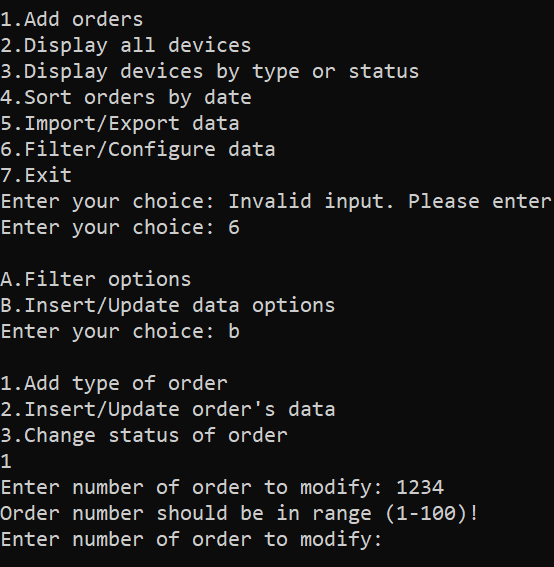 1.Add orders
2.Display all devices
3.Display devices by type or status
4.Sort orders by date
5.Import/Export data
6.Filter/Configure data
7.Exit
Enter your choice: Invalid input. Please enter
Enter your choice: 6
A.Filter options
B.Insert/Update data options
Enter your choice: b
1.Add type of order
2.Insert/Update order's data
3.Change status of order
1
Enter number of order to modify: 1234
Order number should be in range (1-100)!
Enter number of order to modify: